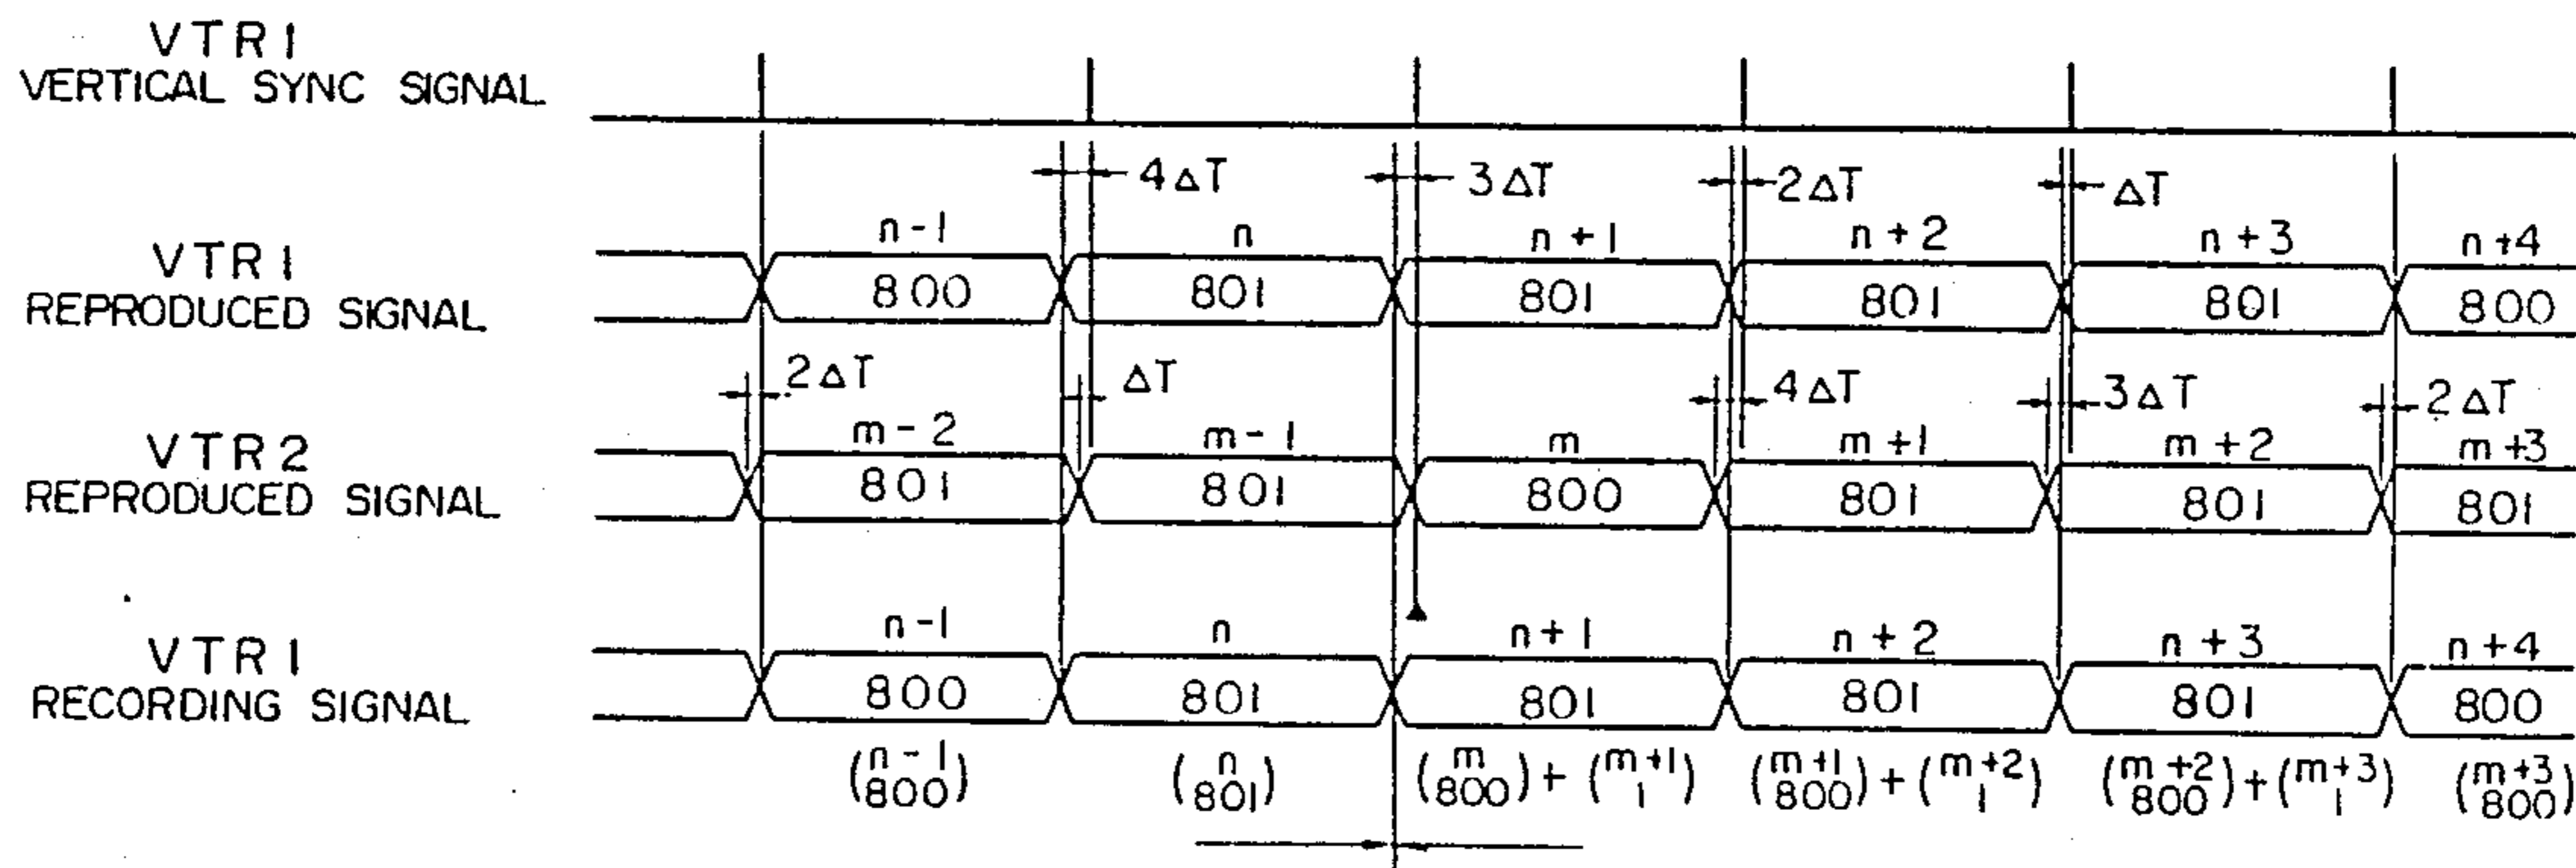 VTR1
VERTICAL SYNC SIGNAL
4ΔT 3ΔT 2ΔT ΔT
VTR1
REPRODUCED SIGNAL
n-1 n n+1 n+2 n+3 n+4
800 801 801 801 801 800
2ΔT ΔT 4ΔT 3ΔT 2ΔT
VTR2
REPRODUCED SIGNAL
m-2 m-1 m m+1 m+2 m+3
801 801 800 801 801 801
VTR1
RECORDING SIGNAL
n-1 n n+1 n+2 n+3 n+4
800 801 801 801 801 800
(n-1 800) (n 801) (m 800) + (m+1 1) (m+1 800) + (m+2 1) (m+2 800) + (m+3 1) (m+3 800)